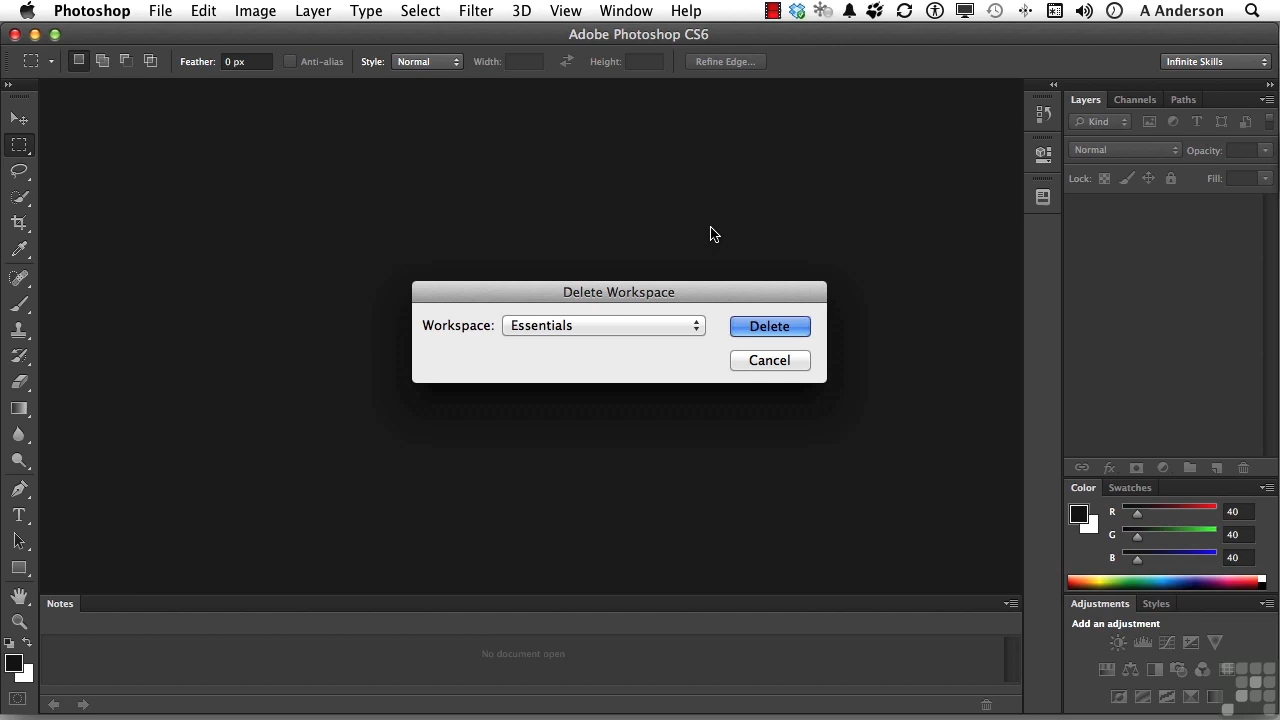 Photoshop File Edit Image Layer Type Select Filter 3D View Window Help A Anderson
Adobe Photoshop CS6
Feather: 0 px Anti-alias Style: Normal Width: Height: Refine Edge... Infinite Skills
Layers Channels Paths
Kind
Normal Opacity:
Lock: Fill:
Delete Workspace
Workspace: Essentials Delete
Cancel
Color Swatches
R 40
G 40
B 40
Notes
No document open
Adjustments Styles
Add an adjustment